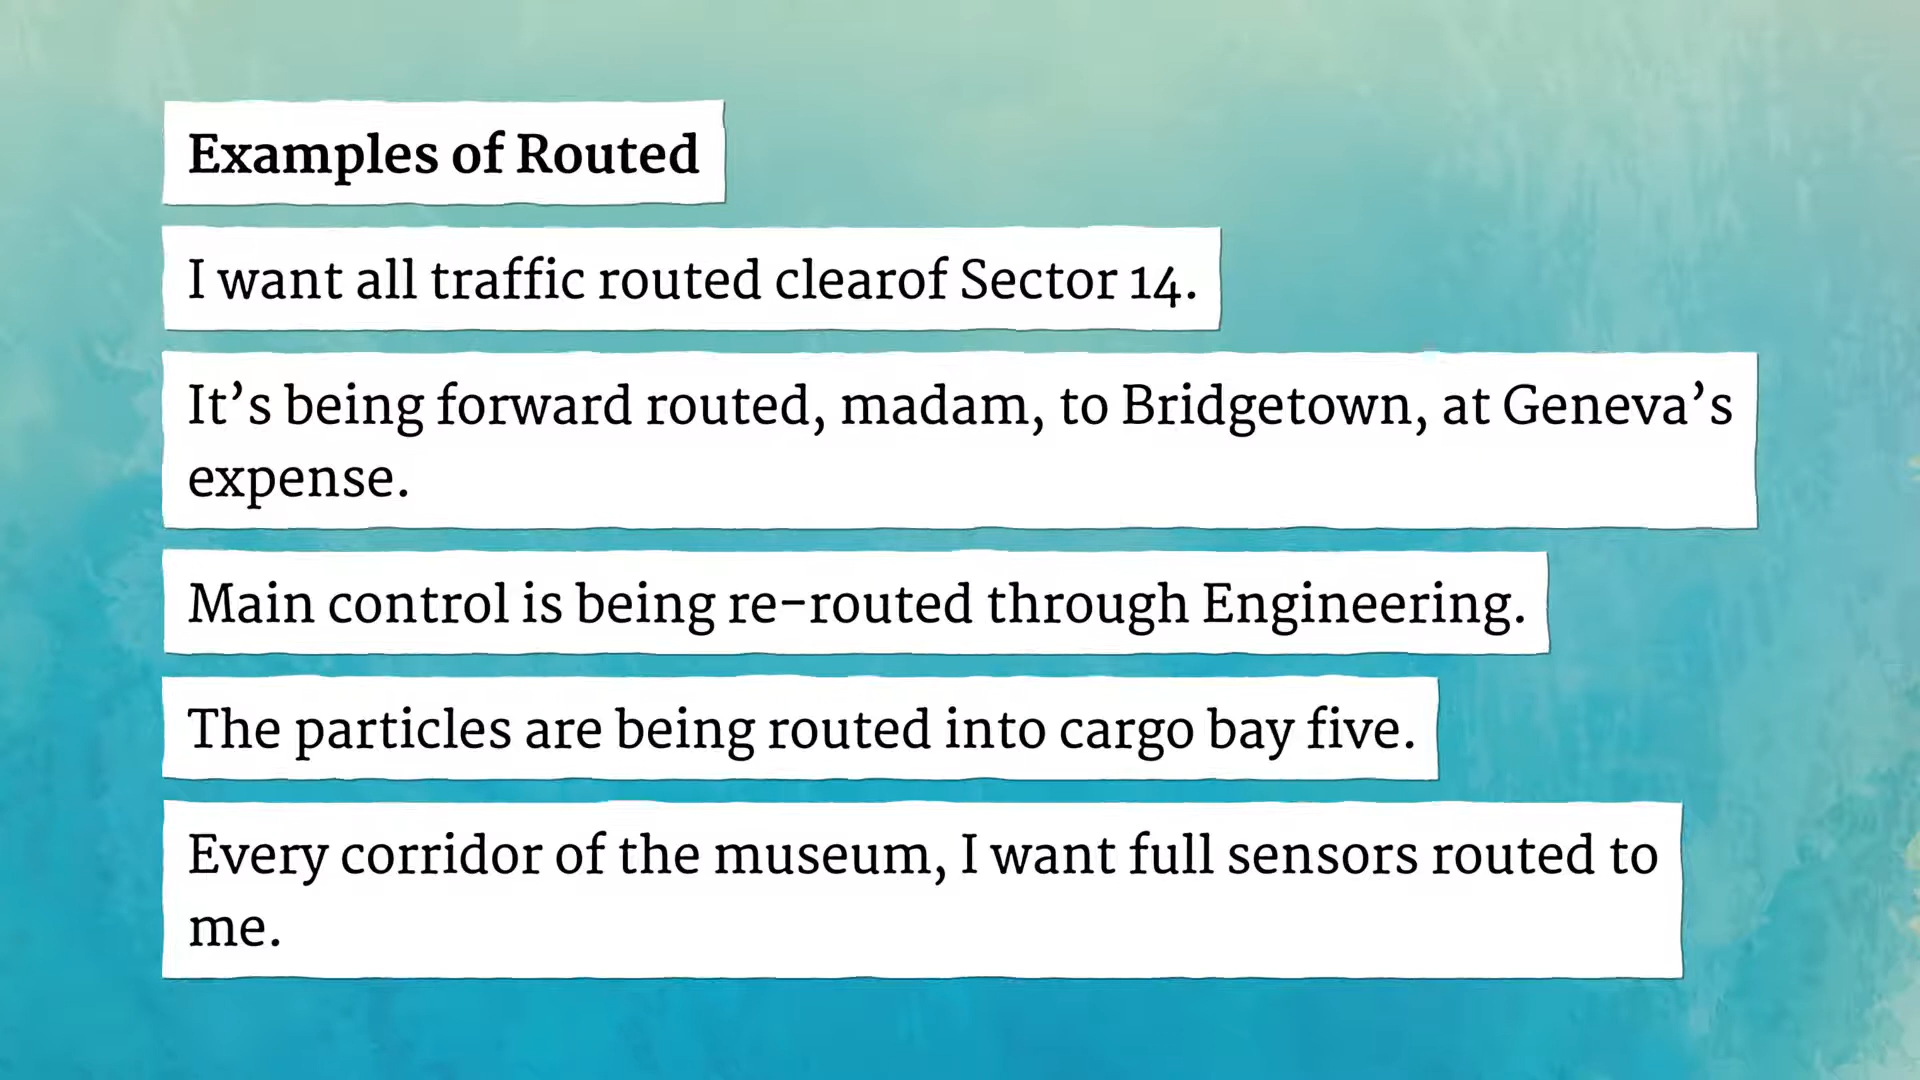 Examples of Routed
I want all traffic routed clearof Sector 14.
It’s being forward routed, madam, to Bridgetown, at Geneva’s
expense.
Main control is being re-routed through Engineering.
The particles are being routed into cargo bay five.
Every corridor of the museum, I want full sensors routed to
me.